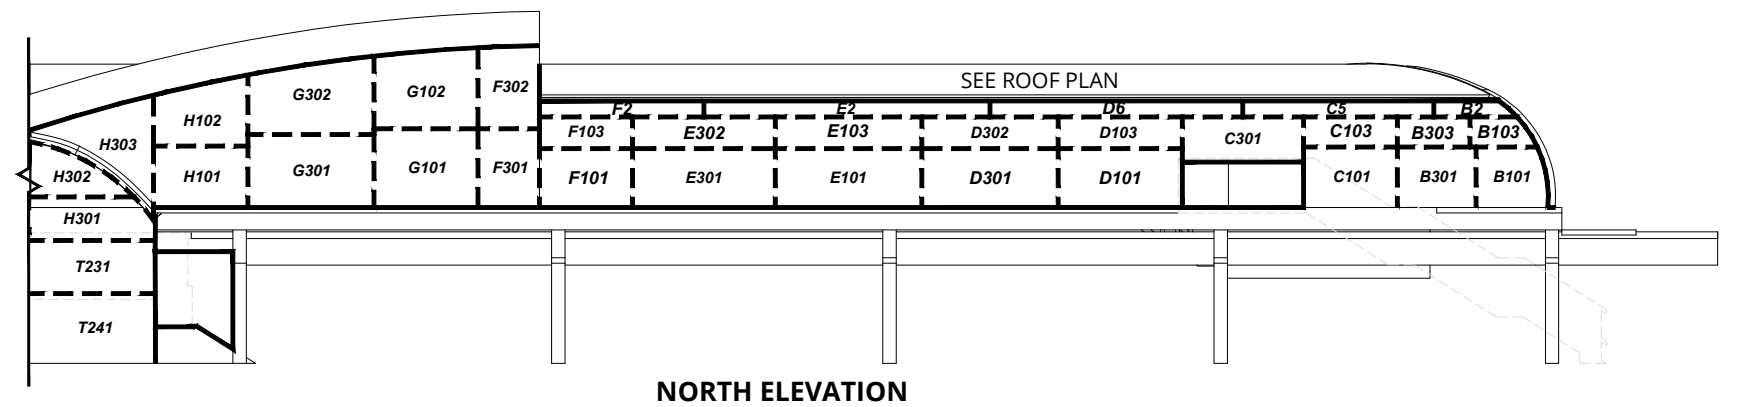 SEE ROOF PLAN
F302
G102
G302
F2 E2 D6 C5 B2
H102
F103 E302 E103 D302 D103 C301 C103 B303 B103
H303
H302 H101 G301 G101 F301 F101 E301 E101 D301 D101 C101 B301 B101
H301
T231
T241
NORTH ELEVATION